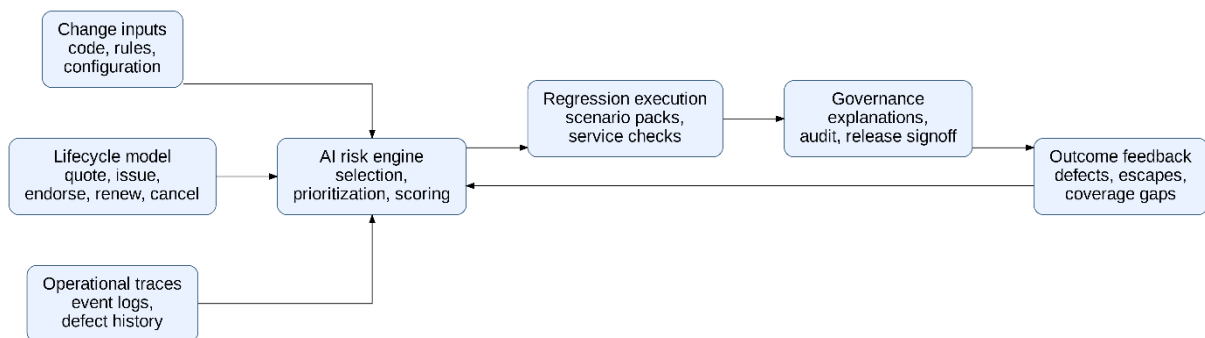 Change inputs
code, rules,
configuration
Lifecycle model
quote, issue,
endorse, renew, cancel
Operational traces
event logs,
defect history
AI risk engine
selection,
prioritization, scoring
Regression execution
scenario packs,
service checks
Governance
explanations,
audit, release signoff
Outcome feedback
defects, escapes,
coverage gaps